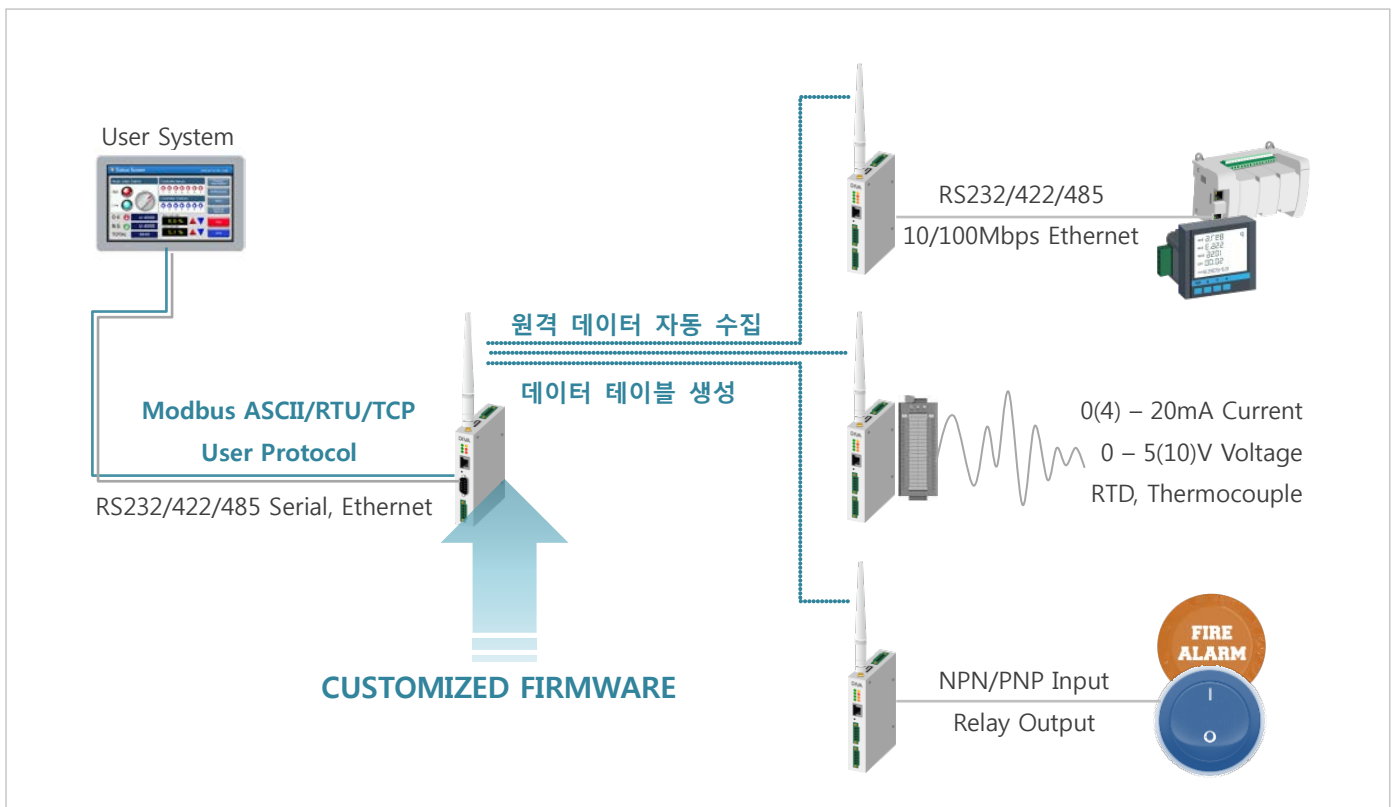 User System
RS232/422/485
10/100Mbps Ethernet
원격 데이터 자동 수집
데이터 테이블 생성
Modbus ASCII/RTU/TCP
User Protocol
RS232/422/485 Serial, Ethernet
0(4) – 20mA Current
0 – 5(10)V Voltage
RTD, Thermocouple
CUSTOMIZED FIRMWARE
NPN/PNP Input
Relay Output
FIRE
ALARM